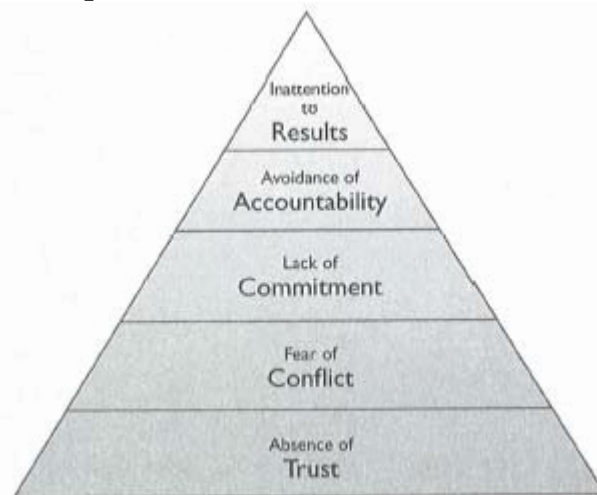 Inattention
to
Results
Avoidance of
Accountability
Lack of
Commitment
Fear of
Conflict
Absence of
Trust